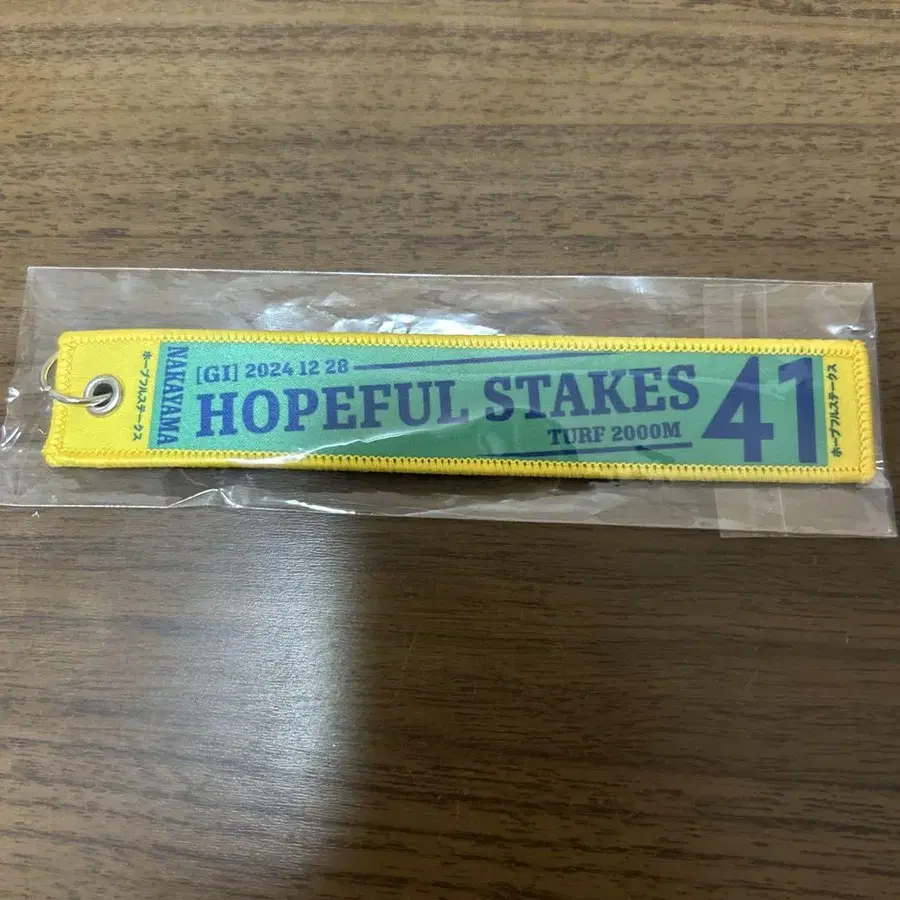 ホープフルステークス
NAKAYAMA
[GI] 2024 12 28
HOPEFUL STAKES
TURF 2000M
41
ホープフルステークス